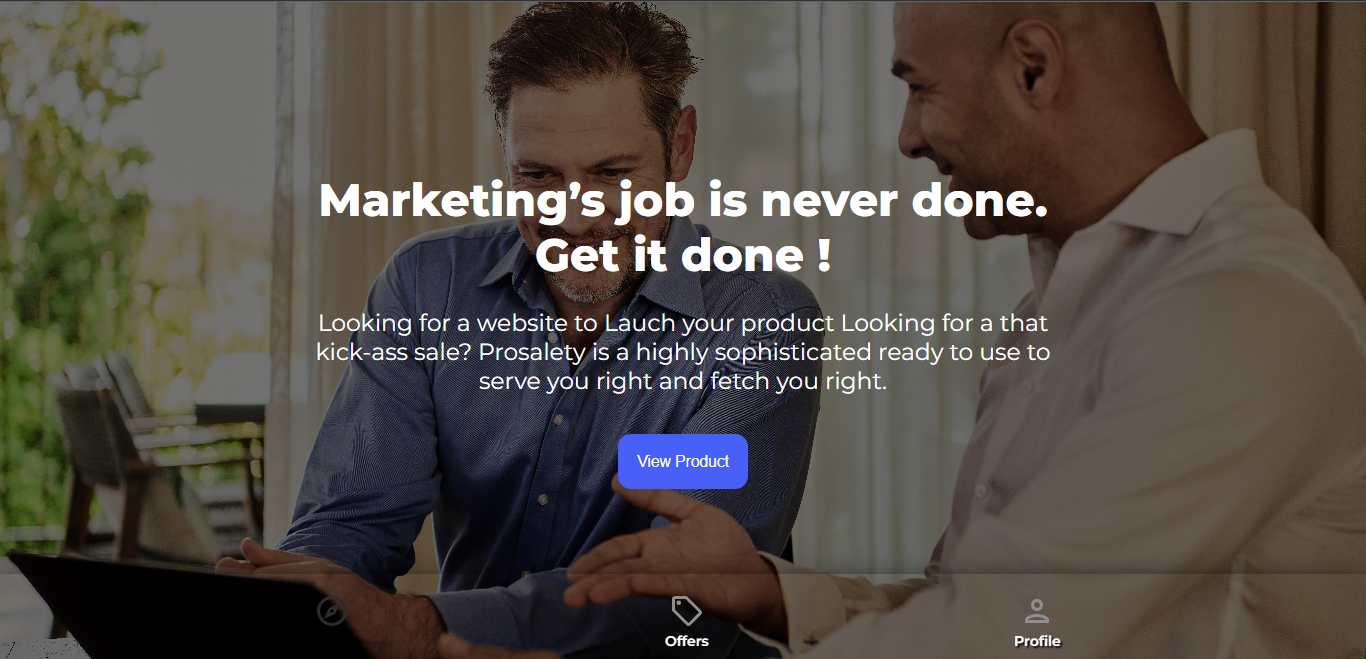 Marketing’s job is never done.
Get it done !
Looking for a website to Lauch your product Looking for a that
kick-ass sale? Prosalety is a highly sophisticated ready to use to
serve you right and fetch you right.
View Product
Offers
Profile